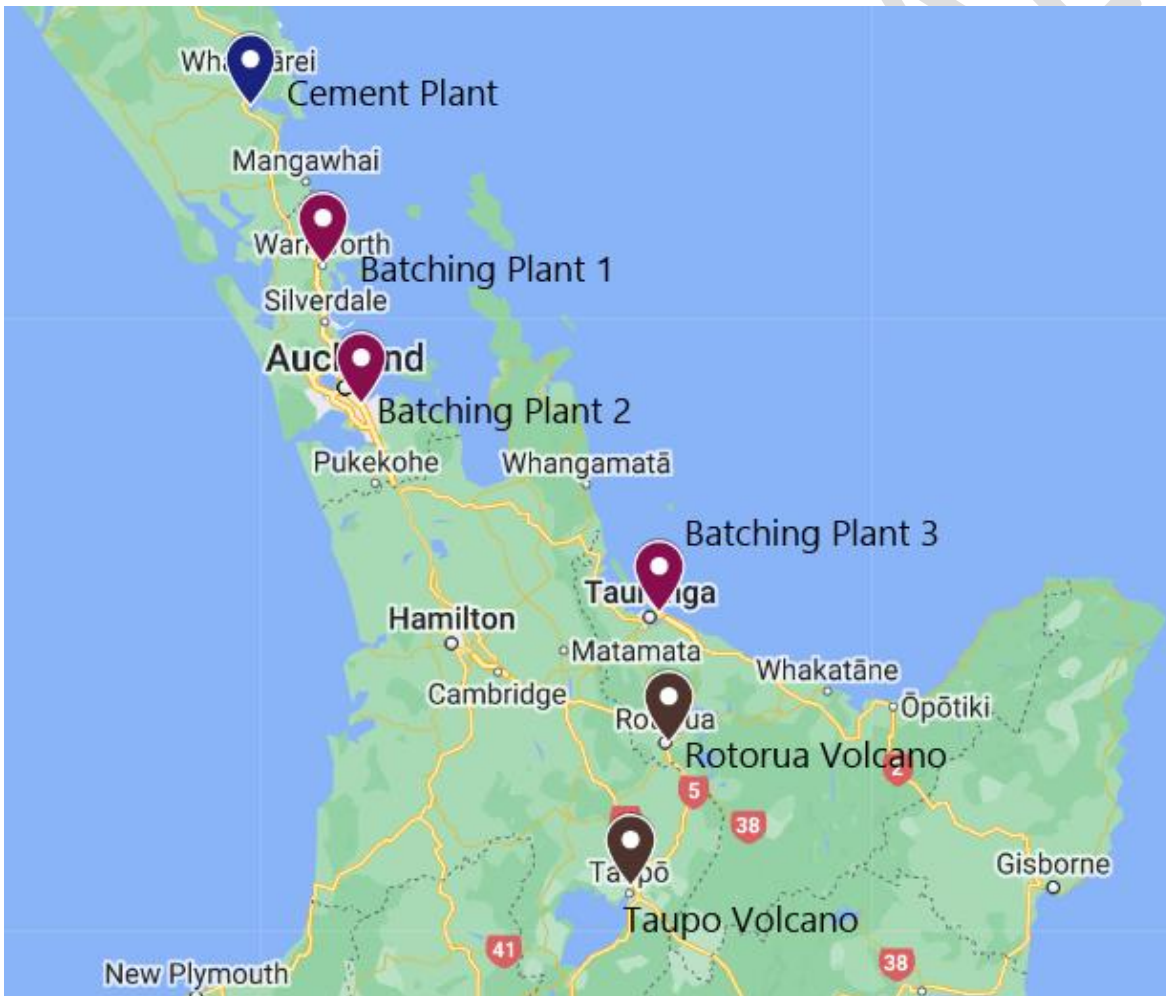 Cement Plant
Mangawhai
Batching Plant 1
Silverdale
Batching Plant 2
Pukekohe
Whangamatā
Batching Plant 3
Hamilton
Matamata
Whakatāne
Cambridge
Ōpōtiki
Rotorua Volcano
2
5
38
Gisborne
Taupo Volcano
41
38
New Plymouth